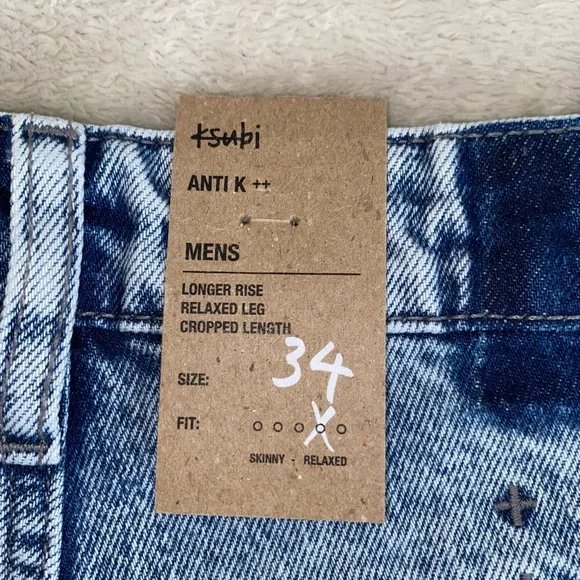 ksubi
ANTI K ++
MENS
LONGER RISE
RELAXED LEG
CROPPED LENGTH
SIZE: 34
FIT: X
SKINNY - RELAXED